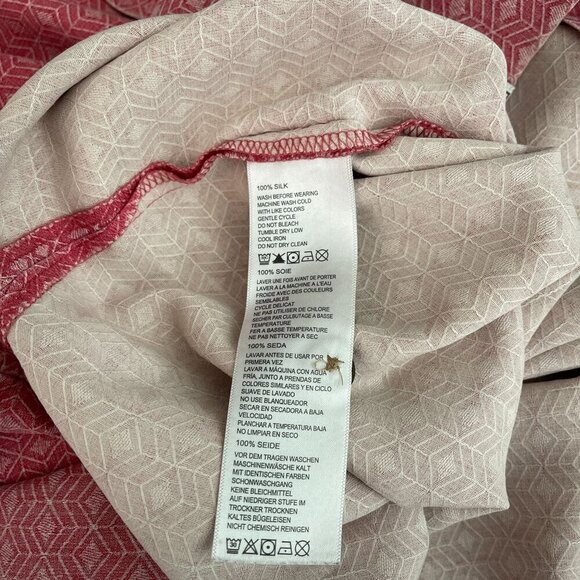 100% SILK
WASH BEFORE WEARING
MACHINE WASH COLD
WITH LIKE COLORS
GENTLE CYCLE
DO NOT BLEACH
TUMBLE DRY LOW
COOL IRON
DO NOT DRY CLEAN
100% SOIE
LAVER UNE FOIS AVANT DE PORTER
LAVER A LA MACHINE A L'EAU
FROIDE AVEC DES COULEURS
SEMBLABLES
CYCLE DELICAT
NE PAS UTILISER DE CHLORE
SECHER PAR CULBUTAGE A BASSE
TEMPERATURE
FER A BASSE TEMPERATURE
NE PAS NETTOYER A SEC
100% SEDA
LAVAR ANTES DE USAR POR
PRIMERA VEZ
LAVAR A MÁQUINA CON AGUA
FRÍA, JUNTO A PRENDAS DE
COLORES SIMILARES Y EN CICLO
SUAVE DE LAVADO
NO USE BLANQUEADOR
SECAR EN SECADORA A BAJA
VELOCIDAD
PLANCHAR A TEMPERATURA BAJA
NO LIMPIAR EN SECO
100% SEIDE
VOR DEM TRAGEN WASCHEN
MASCHINENWÄSCHE KALT
MIT IDENTISCHEN FARBEN
SCHONWASCHGANG
KEINE BLEICHMITTEL
AUF NIEDRIGER STUFE IM
TROCKNER TROCKNEN
KALTES BÜGELEISEN
NICHT CHEMISCH REINIGEN
30